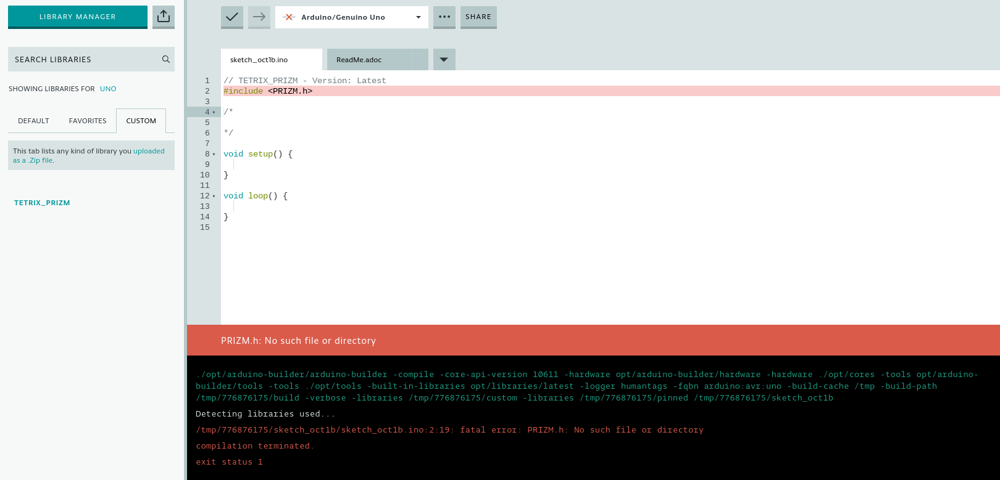 LIBRARY MANAGER
SEARCH LIBRARIES
SHOWING LIBRARIES FOR UNO
DEFAULT FAVORITES CUSTOM
This tab lists any kind of library you uploaded
as a .Zip file.
TETRIX_PRIZM
Arduino/Genuino Uno
SHARE
sketch_oct1b.ino ReadMe.adoc
1 // TETRIX_PRIZM - Version: Latest
2 #include <PRIZM.h>
3
4 /*
5
6 */
7
8 void setup() {
9
10 }
11
12 void loop() {
13
14 }
15
PRIZM.h: No such file or directory
./opt/arduino-builder/arduino-builder -compile -core-api-version 10611 -hardware opt/arduino-builder/hardware -hardware ./opt/cores -tools opt/arduino-
builder/tools -tools ./opt/tools -built-in-libraries opt/libraries/latest -logger humantags -fqbn arduino:avr:uno -build-cache /tmp -build-path
/tmp/776876175/build -verbose -libraries /tmp/776876175/custom -libraries /tmp/776876175/pinned /tmp/776876175/sketch_oct1b
Detecting libraries used...
/tmp/776876175/sketch_oct1b/sketch_oct1b.ino:2:19: fatal error: PRIZM.h: No such file or directory
compilation terminated.
exit status 1